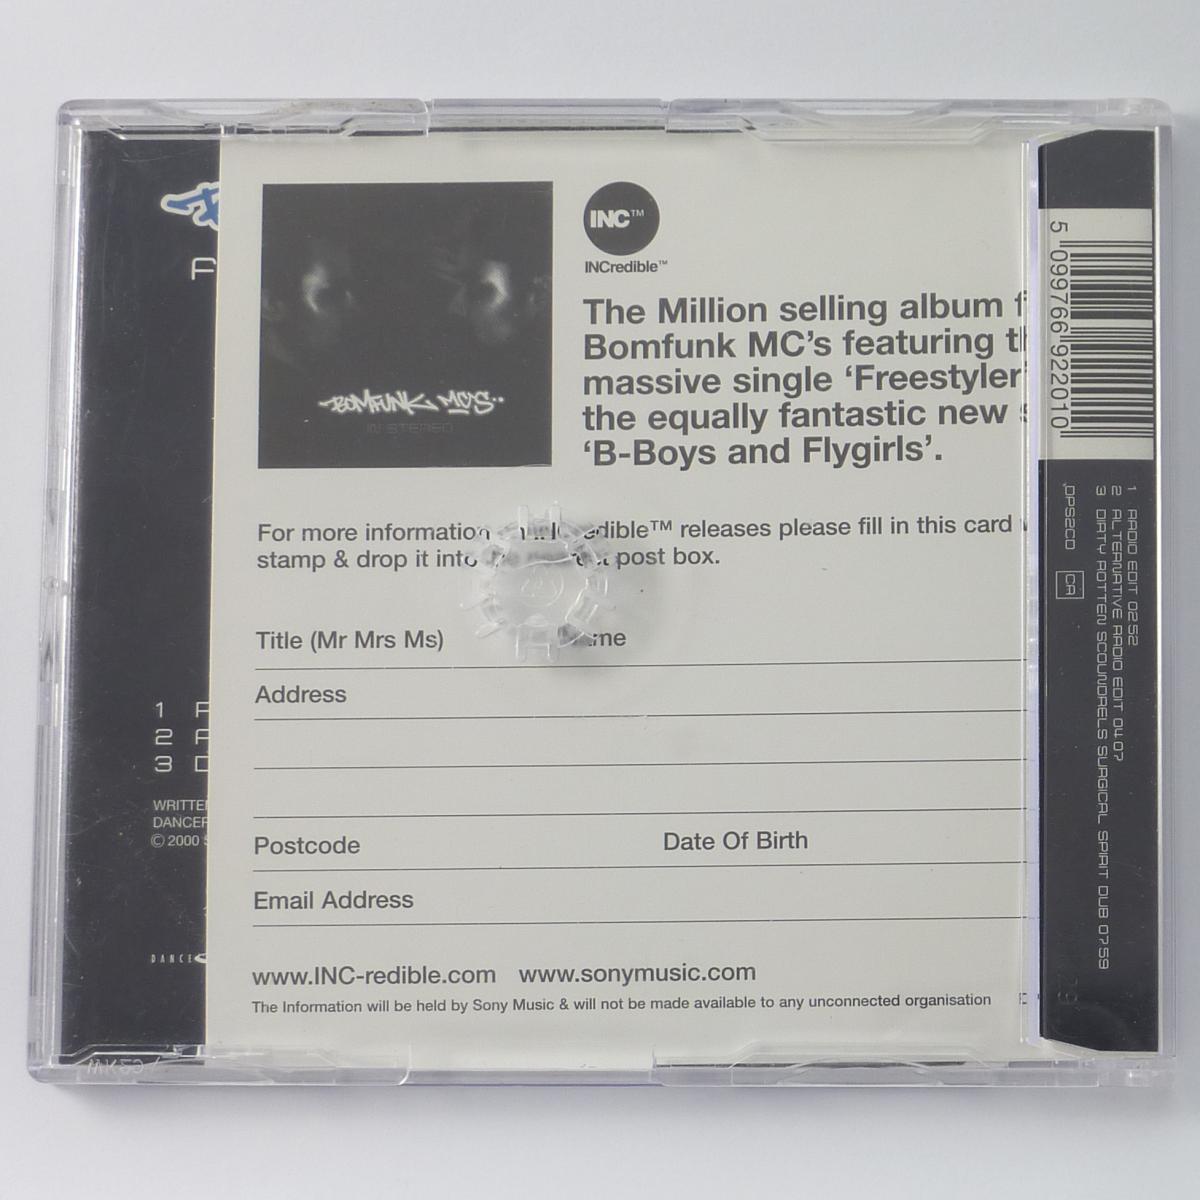 BOMFUNK MC'S
IN STEREO
INC™
INCredible™
The Million selling album
Bomfunk MC's featuring
massive single 'Freestyler'
the equally fantastic new
'B-Boys and Flygirls'.
For more information releases please fill in this card
stamp & drop it into post box.
Title (Mr Mrs Ms)
Address
Postcode Date Of Birth
Email Address
www.INC-redible.com www.sonymusic.com
The Information will be held by Sony Music & will not be made available to any unconnected organisation
1
2
3
© 2000
DANCE
5 099766 922010
1 RADIO EDIT 02:52
2 ALTERNATIVE RADIO EDIT 04:07
3 DIRTY ROTTEN SCOUNDRELS SURGICAL SPIRIT DUB 07:59
DPS2CD CA